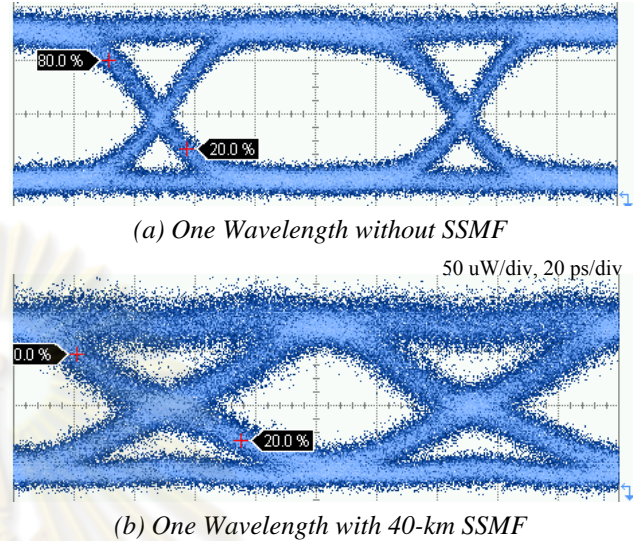 80.0 %
20.0 %
(a) One Wavelength without SSMF
50 uW/div, 20 ps/div
0.0 %
20.0 %
(b) One Wavelength with 40-km SSMF